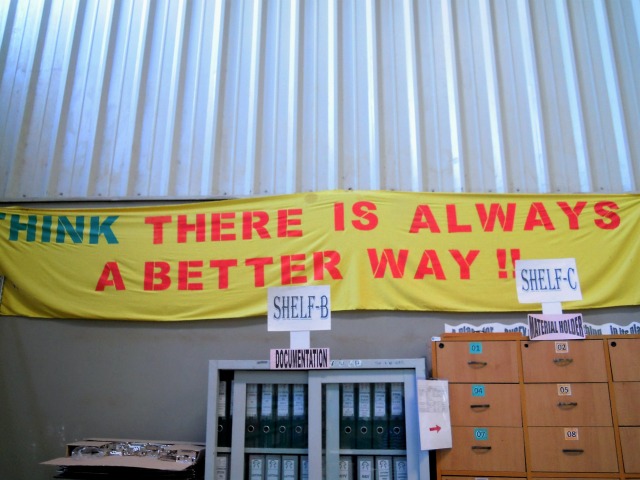 THINK THERE IS ALWAYS
A BETTER WAY !!
SHELF-B
DOCUMENTATION
SHELF-C
MATERIAL HOLDER
01
02
04
05
07
08